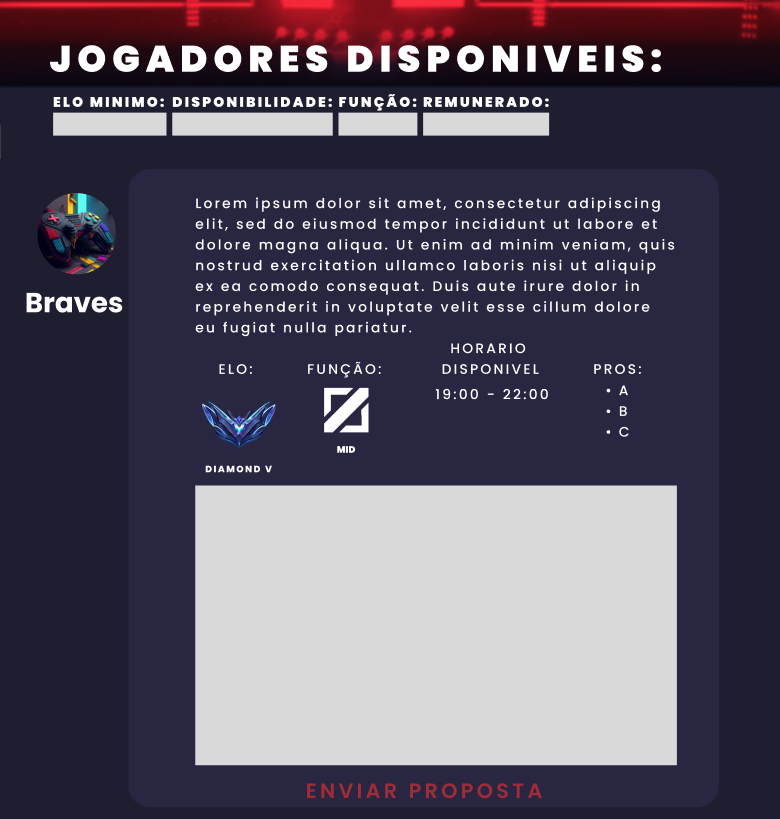 JOGADORES DISPONIVEIS:
ELO MINIMO: DISPONIBILIDADE: FUNÇÃO: REMUNERADO:
Braves
Lorem ipsum dolor sit amet, consectetur adipiscing
elit, sed do eiusmod tempor incididunt ut labore et
dolore magna aliqua. Ut enim ad minim veniam, quis
nostrud exercitation ullamco laboris nisi ut aliquip
ex ea comodo consequat. Duis aute irure dolor in
reprehenderit in voluptate velit esse cillum dolore
eu fugiat nulla pariatur.
ELO:
DIAMOND V
FUNÇÃO:
MID
HORARIO
DISPONIVEL
19:00 - 22:00
PROS:
• A
• B
• C
ENVIAR PROPOSTA